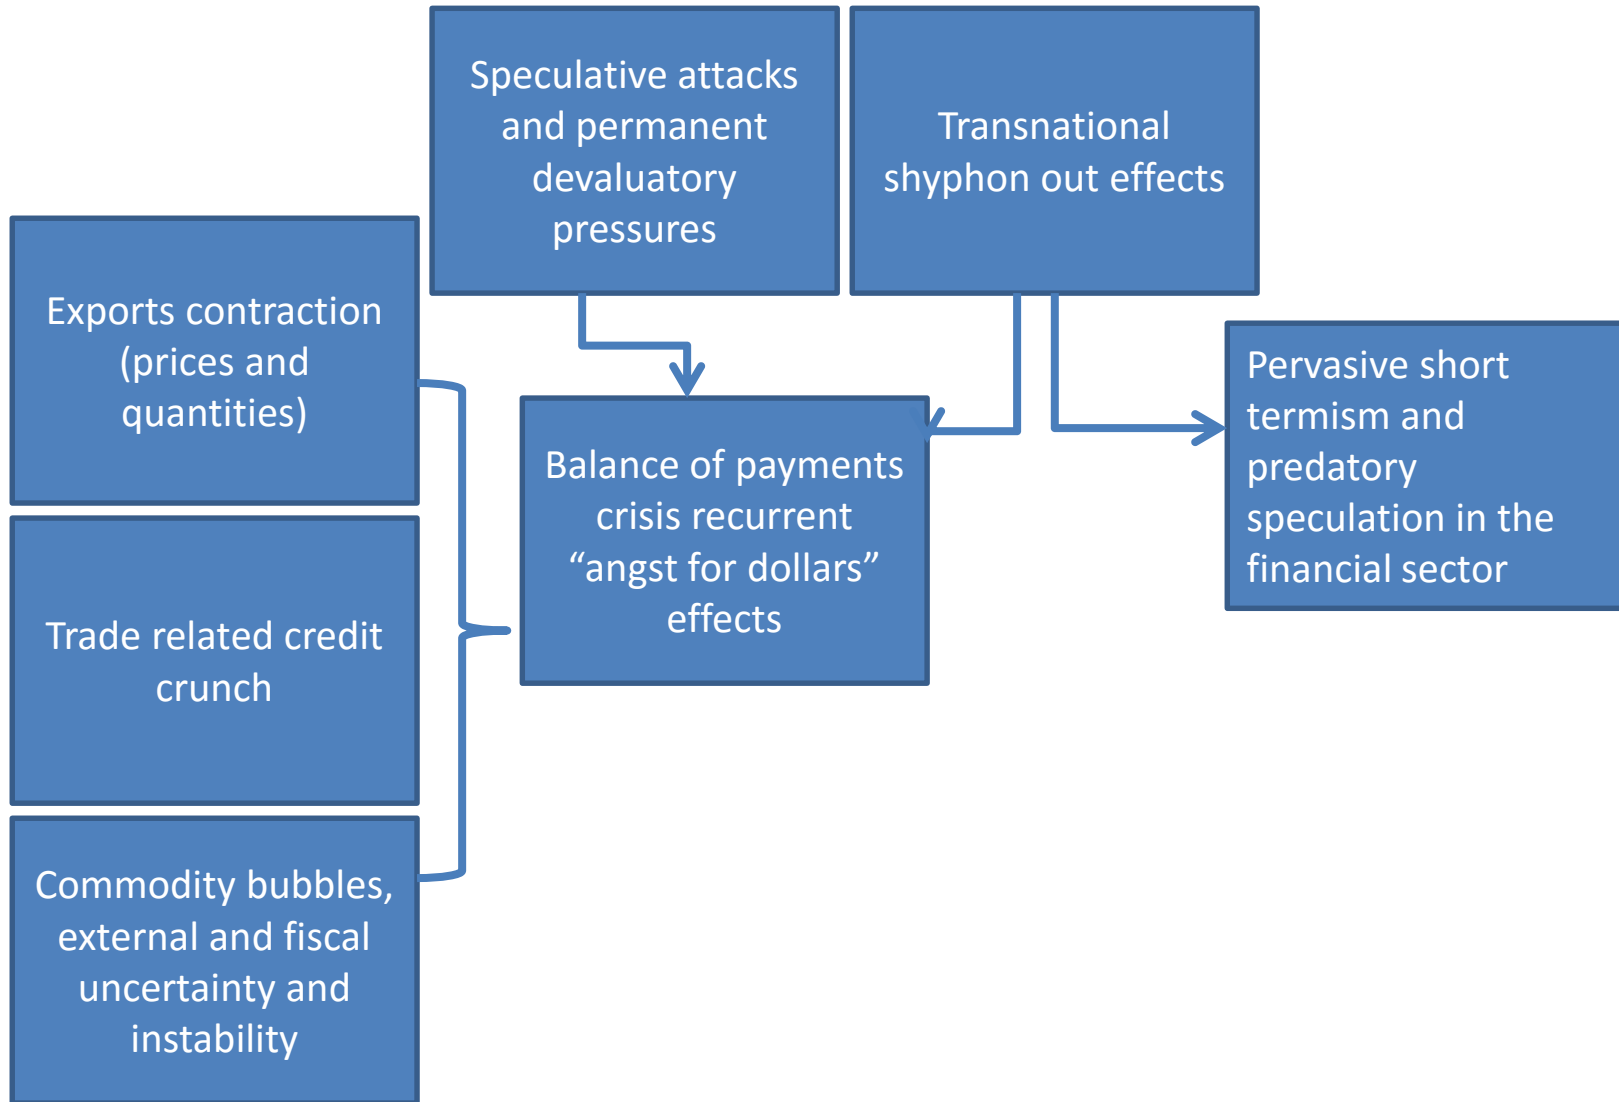 Speculative attacks
and permanent
devaluatory
pressures
Transnational
shyphon out effects
Exports contraction
(prices and
quantities)
Pervasive short
termism and
predatory
speculation in the
financial sector
Balance of payments
crisis recurrent
“angst for dollars”
effects
Trade related credit
crunch
Commodity bubbles,
external and fiscal
uncertainty and
instability